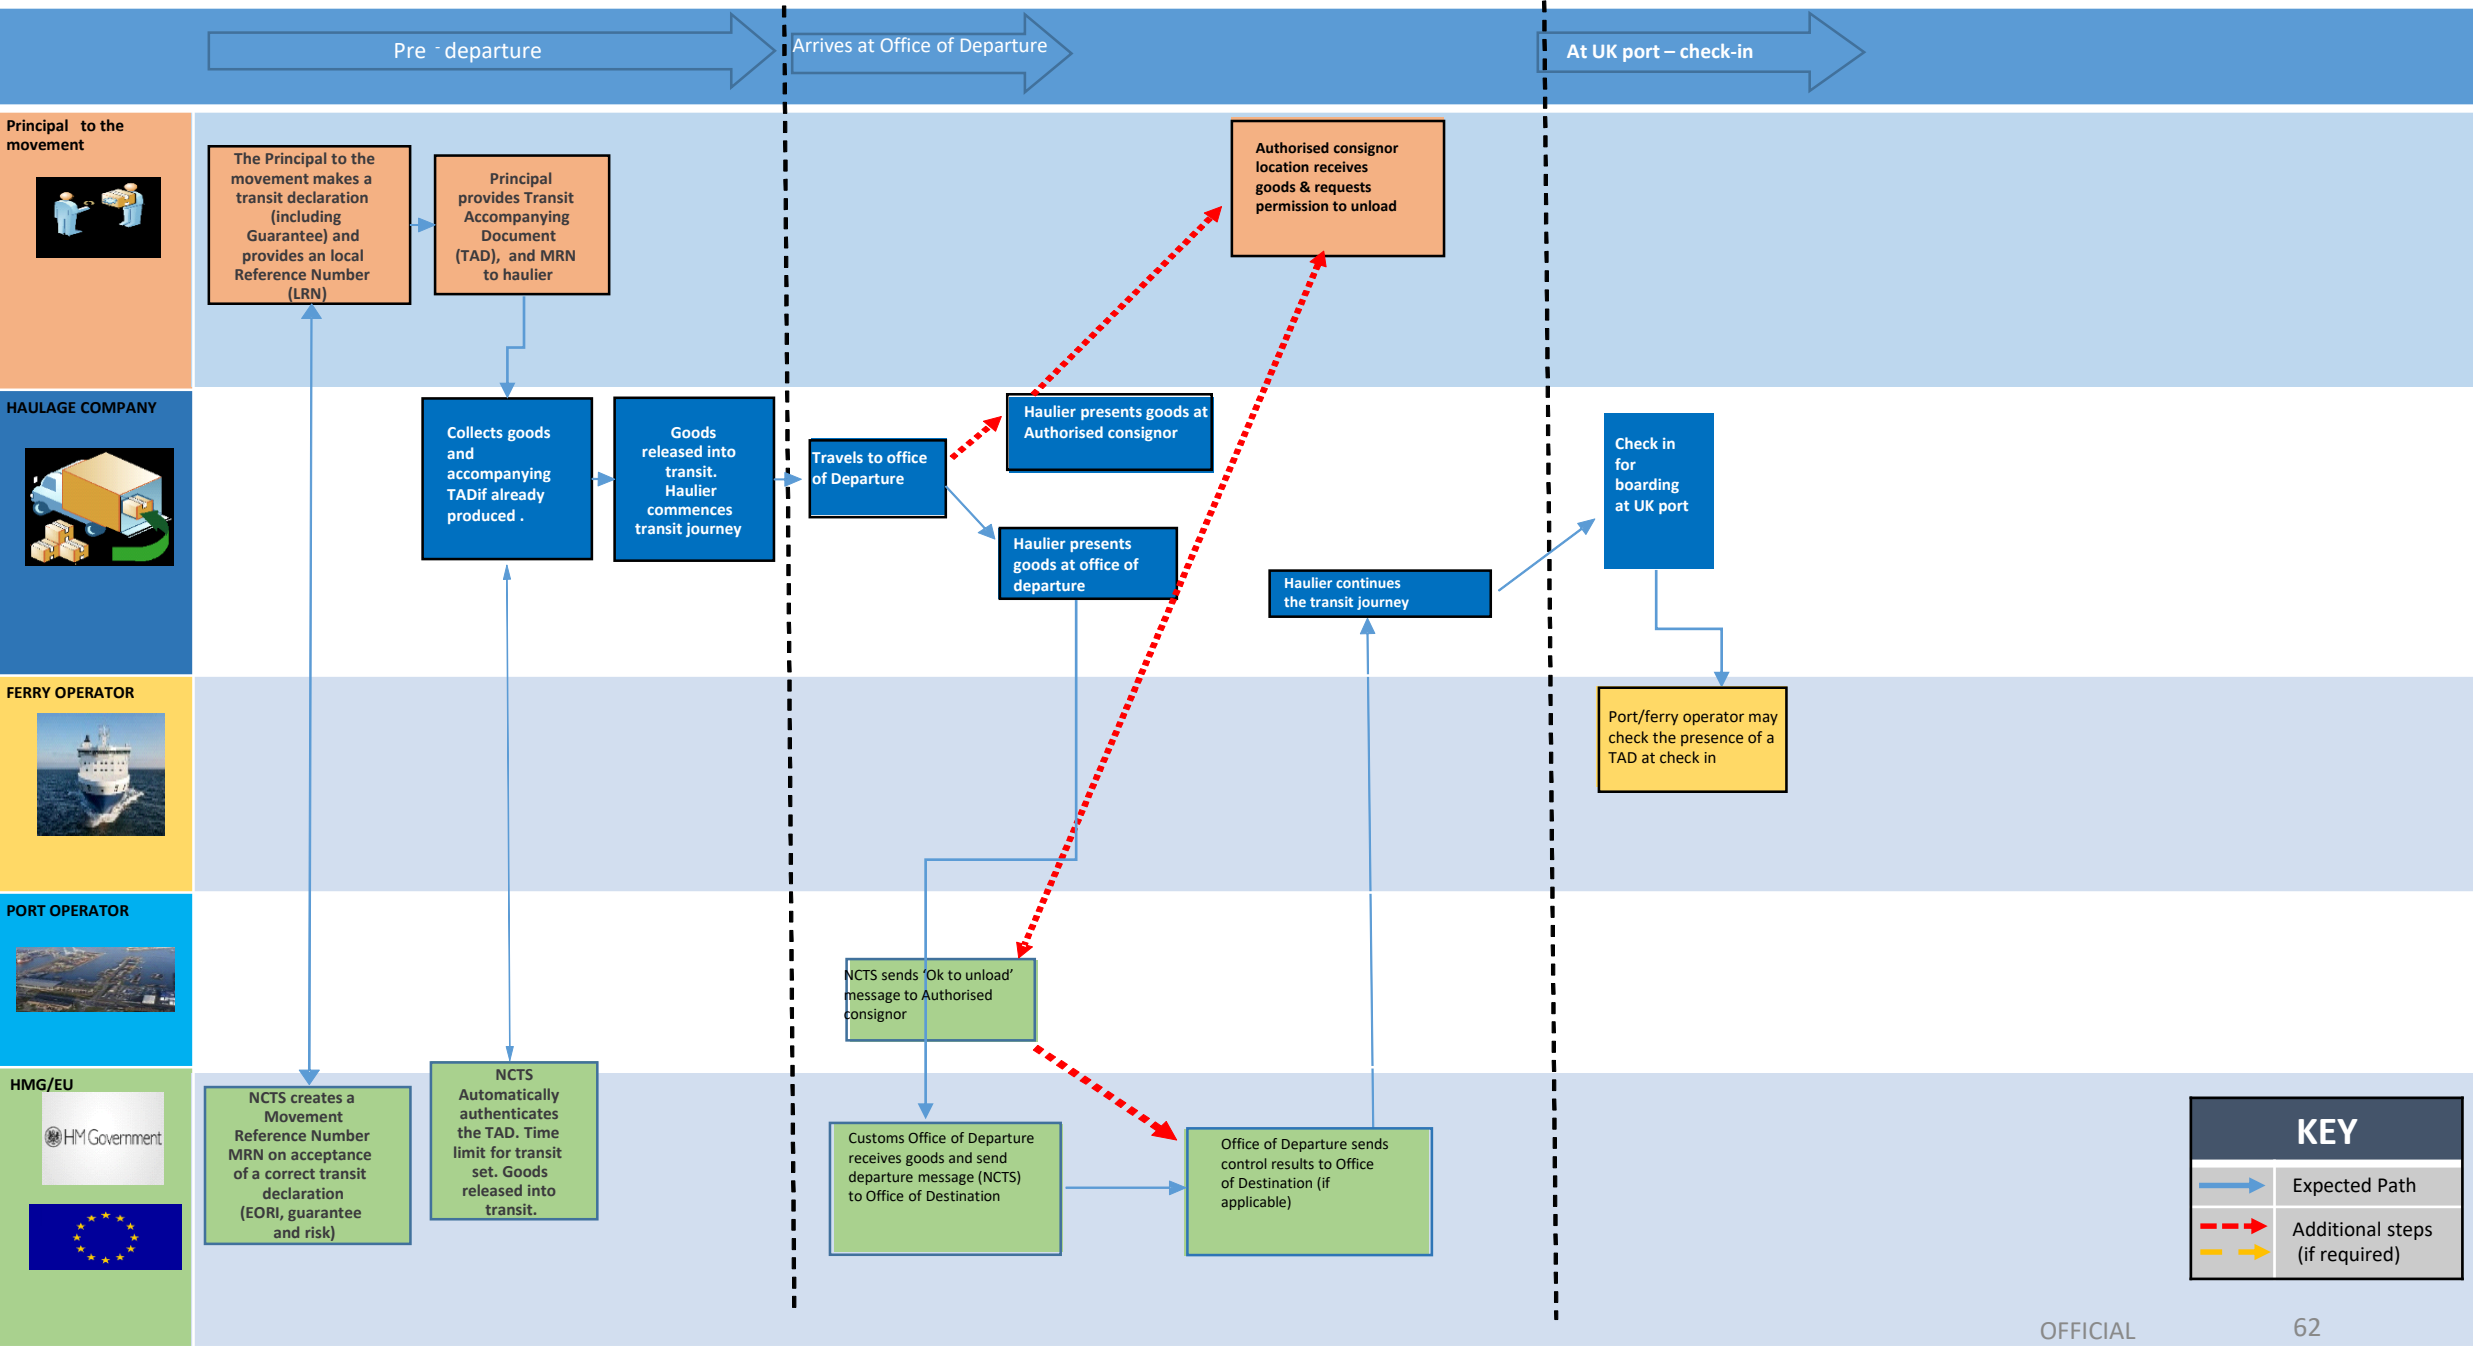 Pre - departure
Arrives at Office of Departure
At UK port – check-in
Principal to the
movement
The Principal to the
movement makes a
transit declaration
(including
Guarantee) and
provides an local
Reference Number
(LRN)
Principal
provides Transit
Accompanying
Document
(TAD), and MRN
to haulier
Authorised consignor
location receives
goods & requests
permission to unload
HAULAGE COMPANY
Collects goods
and
accompanying
TADif already
produced .
Goods
released into
transit.
Haulier
commences
transit journey
Travels to office
of Departure
Haulier presents goods at
Authorised consignor
Haulier presents
goods at office of
departure
Haulier continues
the transit journey
Check in
for
boarding
at UK port
FERRY OPERATOR
Port/ferry operator may
check the presence of a
TAD at check in
PORT OPERATOR
NCTS sends ‘Ok to unload’
message to Authorised
consignor
HMG/EU
HM Government
NCTS creates a
Movement
Reference Number
MRN on acceptance
of a correct transit
declaration
(EORI, guarantee
and risk)
NCTS
Automatically
authenticates
the TAD. Time
limit for transit
set. Goods
released into
transit.
Customs Office of Departure
receives goods and send
departure message (NCTS)
to Office of Destination
Office of Departure sends
control results to Office
of Destination (if
applicable)
KEY
Expected Path
Additional steps
(if required)
OFFICIAL
62